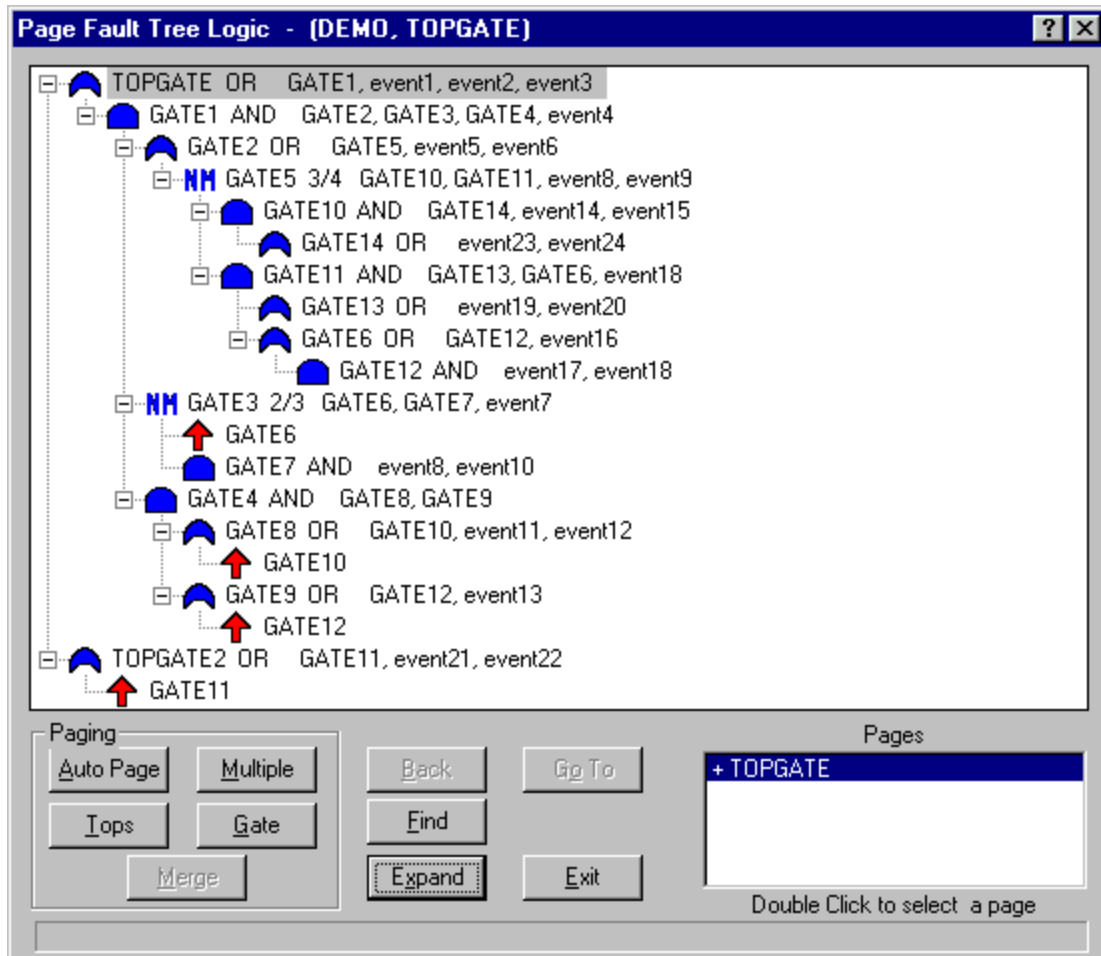 Page Fault Tree Logic - (DEMO, TOPGATE)
TOPGATE OR GATE1, event1, event2, event3
GATE1 AND GATE2, GATE3, GATE4, event4
GATE2 OR GATE5, event5, event6
NM GATE5 3/4 GATE10, GATE11, event8, event9
GATE10 AND GATE14, event14, event15
GATE14 OR event23, event24
GATE11 AND GATE13, GATE6, event18
GATE13 OR event19, event20
GATE6 OR GATE12, event16
GATE12 AND event17, event18
NM GATE3 2/3 GATE6, GATE7, event7
GATE6
GATE7 AND event8, event10
GATE4 AND GATE8, GATE9
GATE8 OR GATE10, event11, event12
GATE10
GATE9 OR GATE12, event13
GATE12
TOPGATE2 OR GATE11, event21, event22
GATE11
Paging
Auto Page
Multiple
Tops
Gate
Merge
Back
Go To
Find
Expand
Exit
Pages
+ TOPGATE
Double Click to select a page